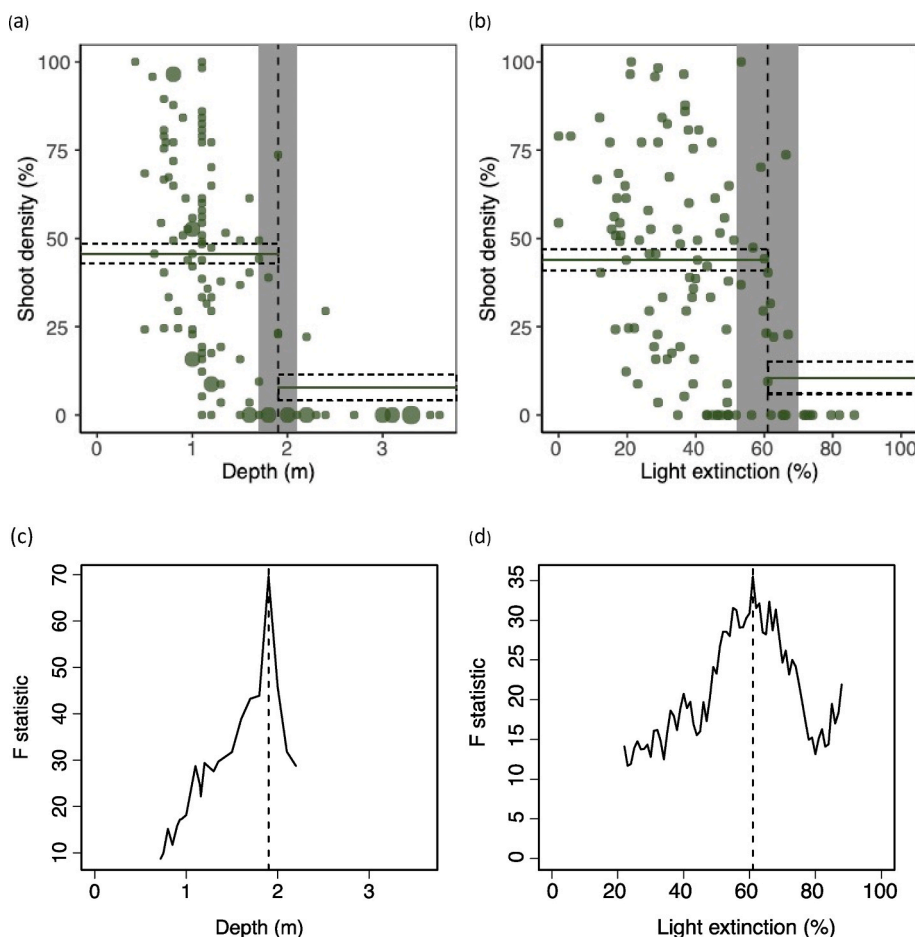 (a)
Shoot density (%)
100
75
50
25
0
0 1 2 3
Depth (m)
(b)
Shoot density (%)
100
75
50
25
0
0 20 40 60 80 100
Light extinction (%)
(c)
F statistic
70
60
50
40
30
20
10
0 1 2 3
Depth (m)
(d)
F statistic
35
30
25
20
15
10
5
0
20 40 60 80 100
Light extinction (%)